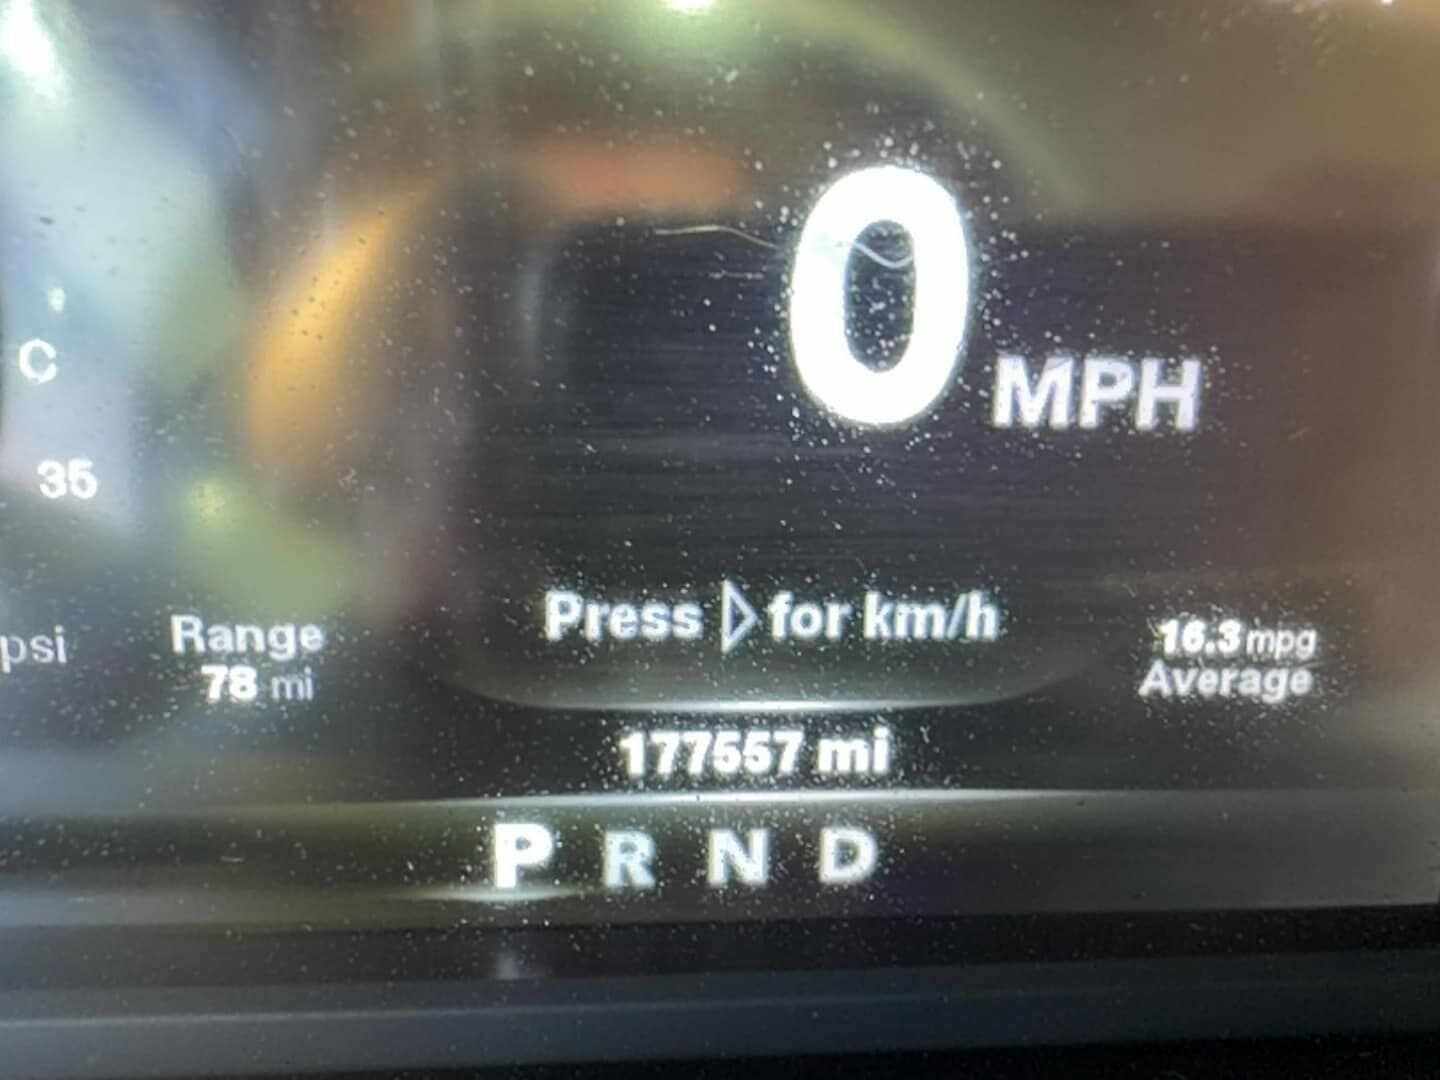 0 MPH
C
35
psi
Range
78 mi
Press ▷ for km/h
16.3 mpg
Average
177557 mi
P R N D